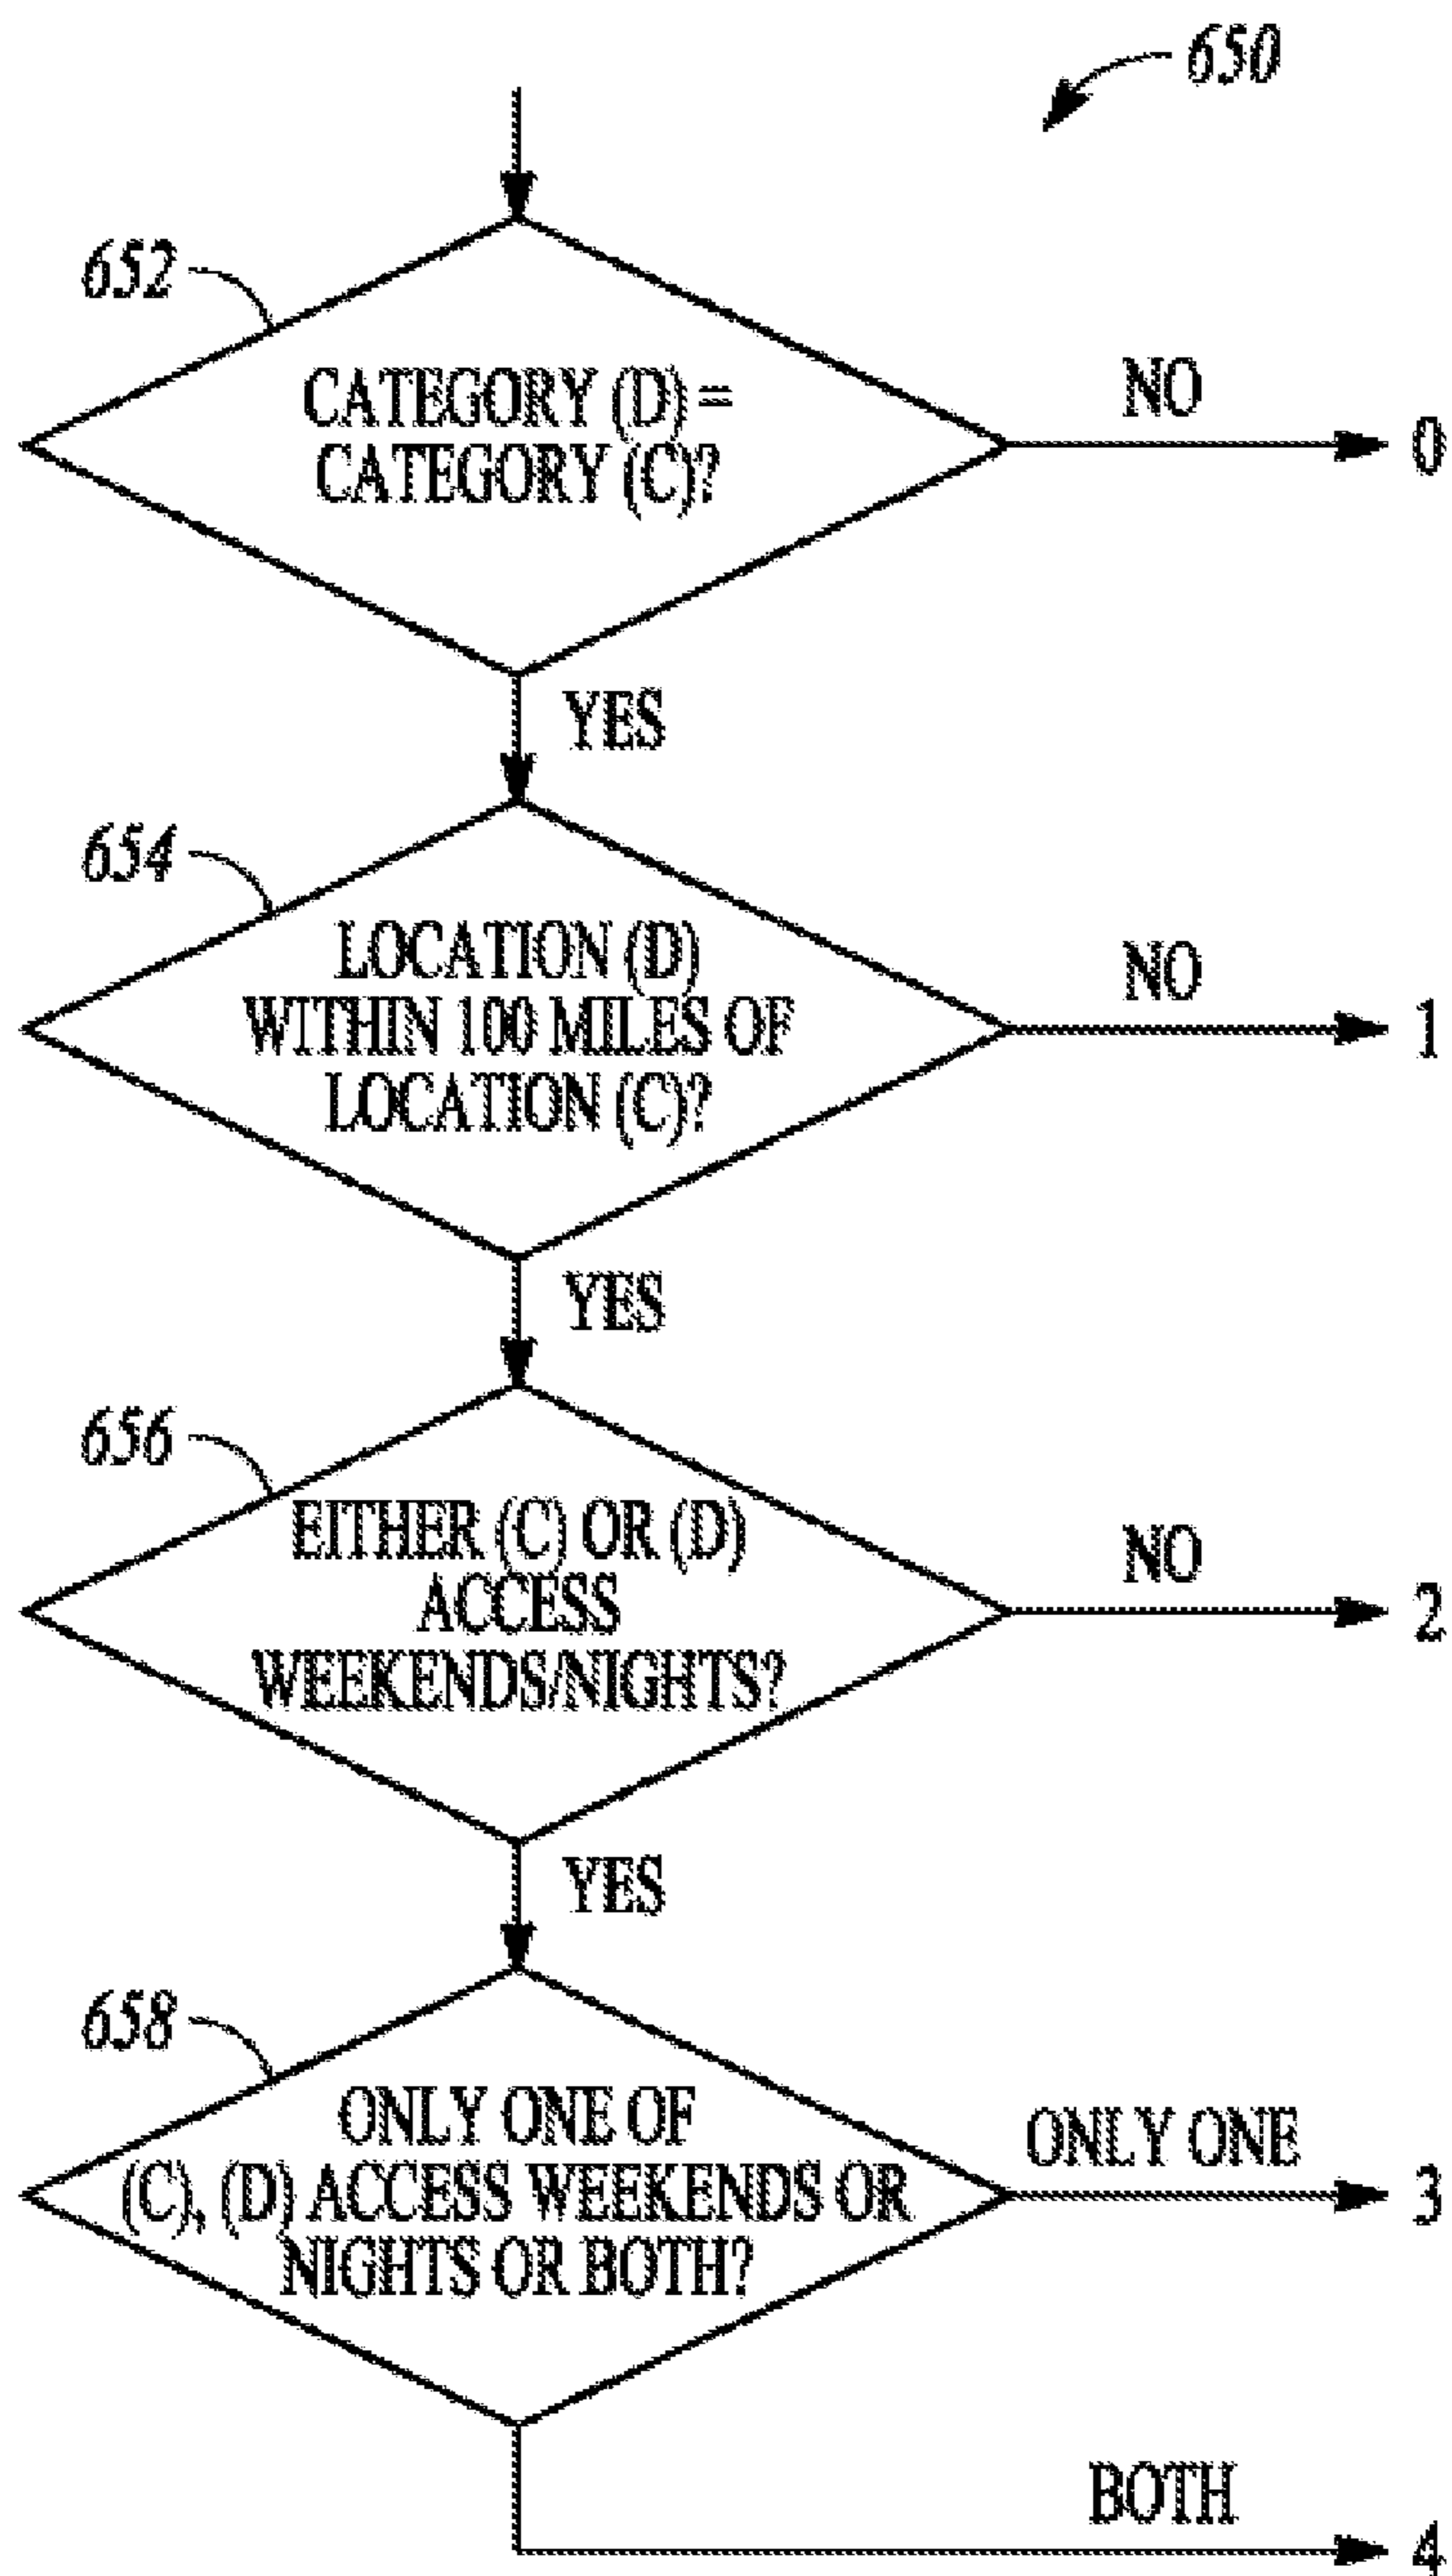 650
652
CATEGORY (D) =
CATEGORY (C)?
NO
0
YES
654
LOCATION (D)
WITHIN 100 MILES OF
LOCATION (C)?
NO
1
YES
656
EITHER (C) OR (D)
ACCESS
WEEKENDS/NIGHTS?
NO
2
YES
658
ONLY ONE OF
(C), (D) ACCESS WEEKENDS OR
NIGHTS OR BOTH?
ONLY ONE
3
BOTH
4